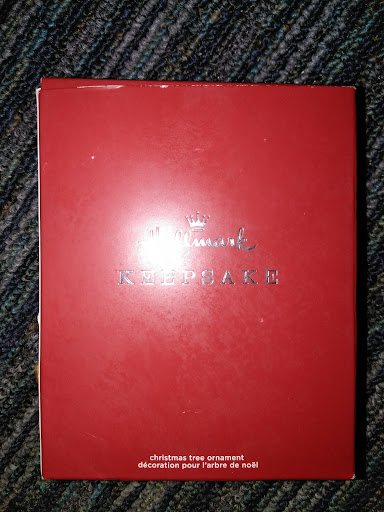 Hallmark
KEEPSAKE
christmas tree ornament
décoration pour l'arbre de noël